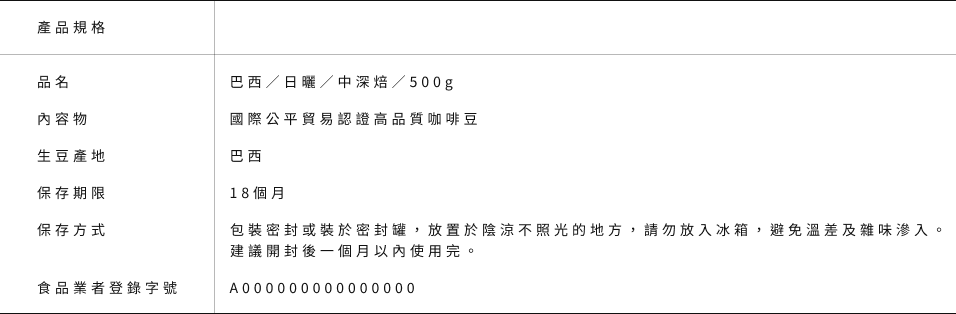 產品規格
品名 巴西／日曬／中深焙／500g
內容物 國際公平貿易認證高品質咖啡豆
生豆產地 巴西
保存期限 18個月
保存方式 包裝密封或裝於密封罐，放置於陰涼不照光的地方，請勿放入冰箱，避免溫差及雜味滲入。
建議開封後一個月以內使用完。
食品業者登錄字號 A000000000000000